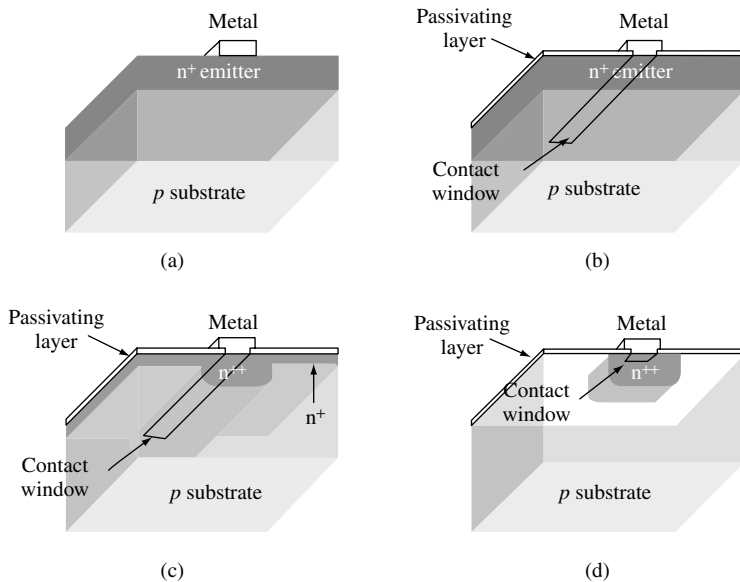 Metal
n⁺ emitter
p substrate
(a)
Passivating
layer
Metal
n⁺ emitter
Contact
window
p substrate
(b)
Passivating
layer
Metal
n⁺⁺
n⁺
Contact
window
p substrate
(c)
Passivating
layer
Metal
n⁺⁺
Contact
window
p substrate
(d)